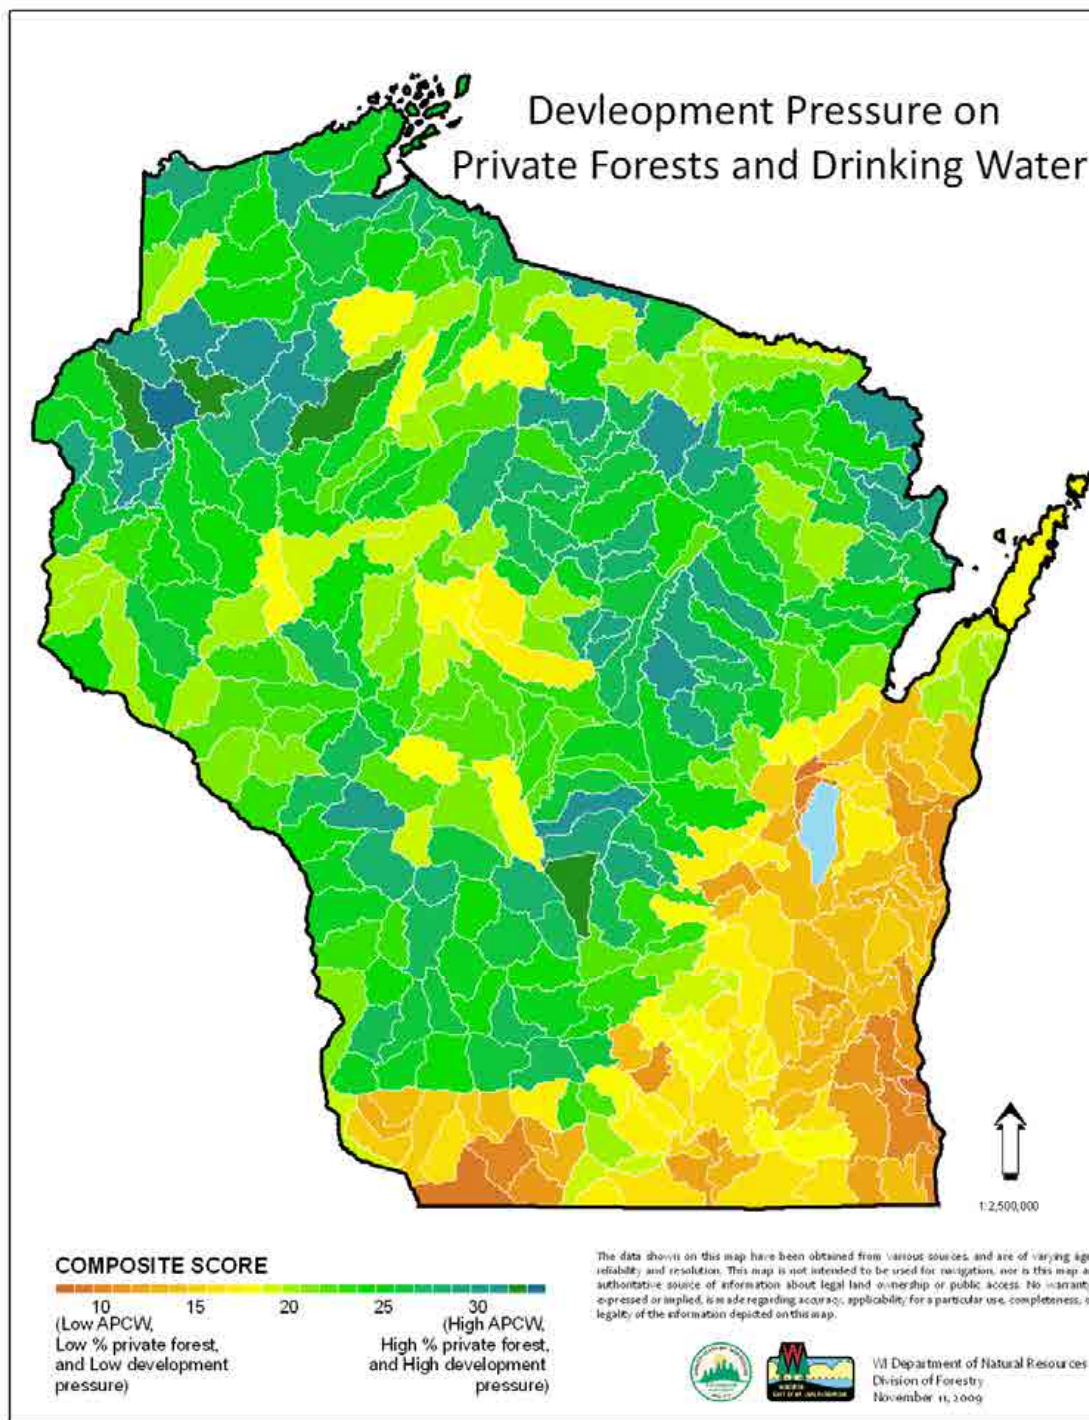 Devleopment Pressure on
Private Forests and Drinking Water
1:2,500,000
COMPOSITE SCORE
10 15 20 25 30
(Low APCW,
Low % private forest,
and Low development
pressure)
(High APCW,
High % private forest,
and High development
pressure)
The data shown on this map have been obtained from various sources, and are of varying age
reliability and resolution. This map is not intended to be used for navigation, nor is this map a
authoritative source of information about legal land ownership or public access. No warranty
expressed or implied, is made regarding accuracy, applicability for a particular use, completeness,
legality of the information depicted on this map.
WI Department of Natural Resources
Division of Forestry
November 11, 2009